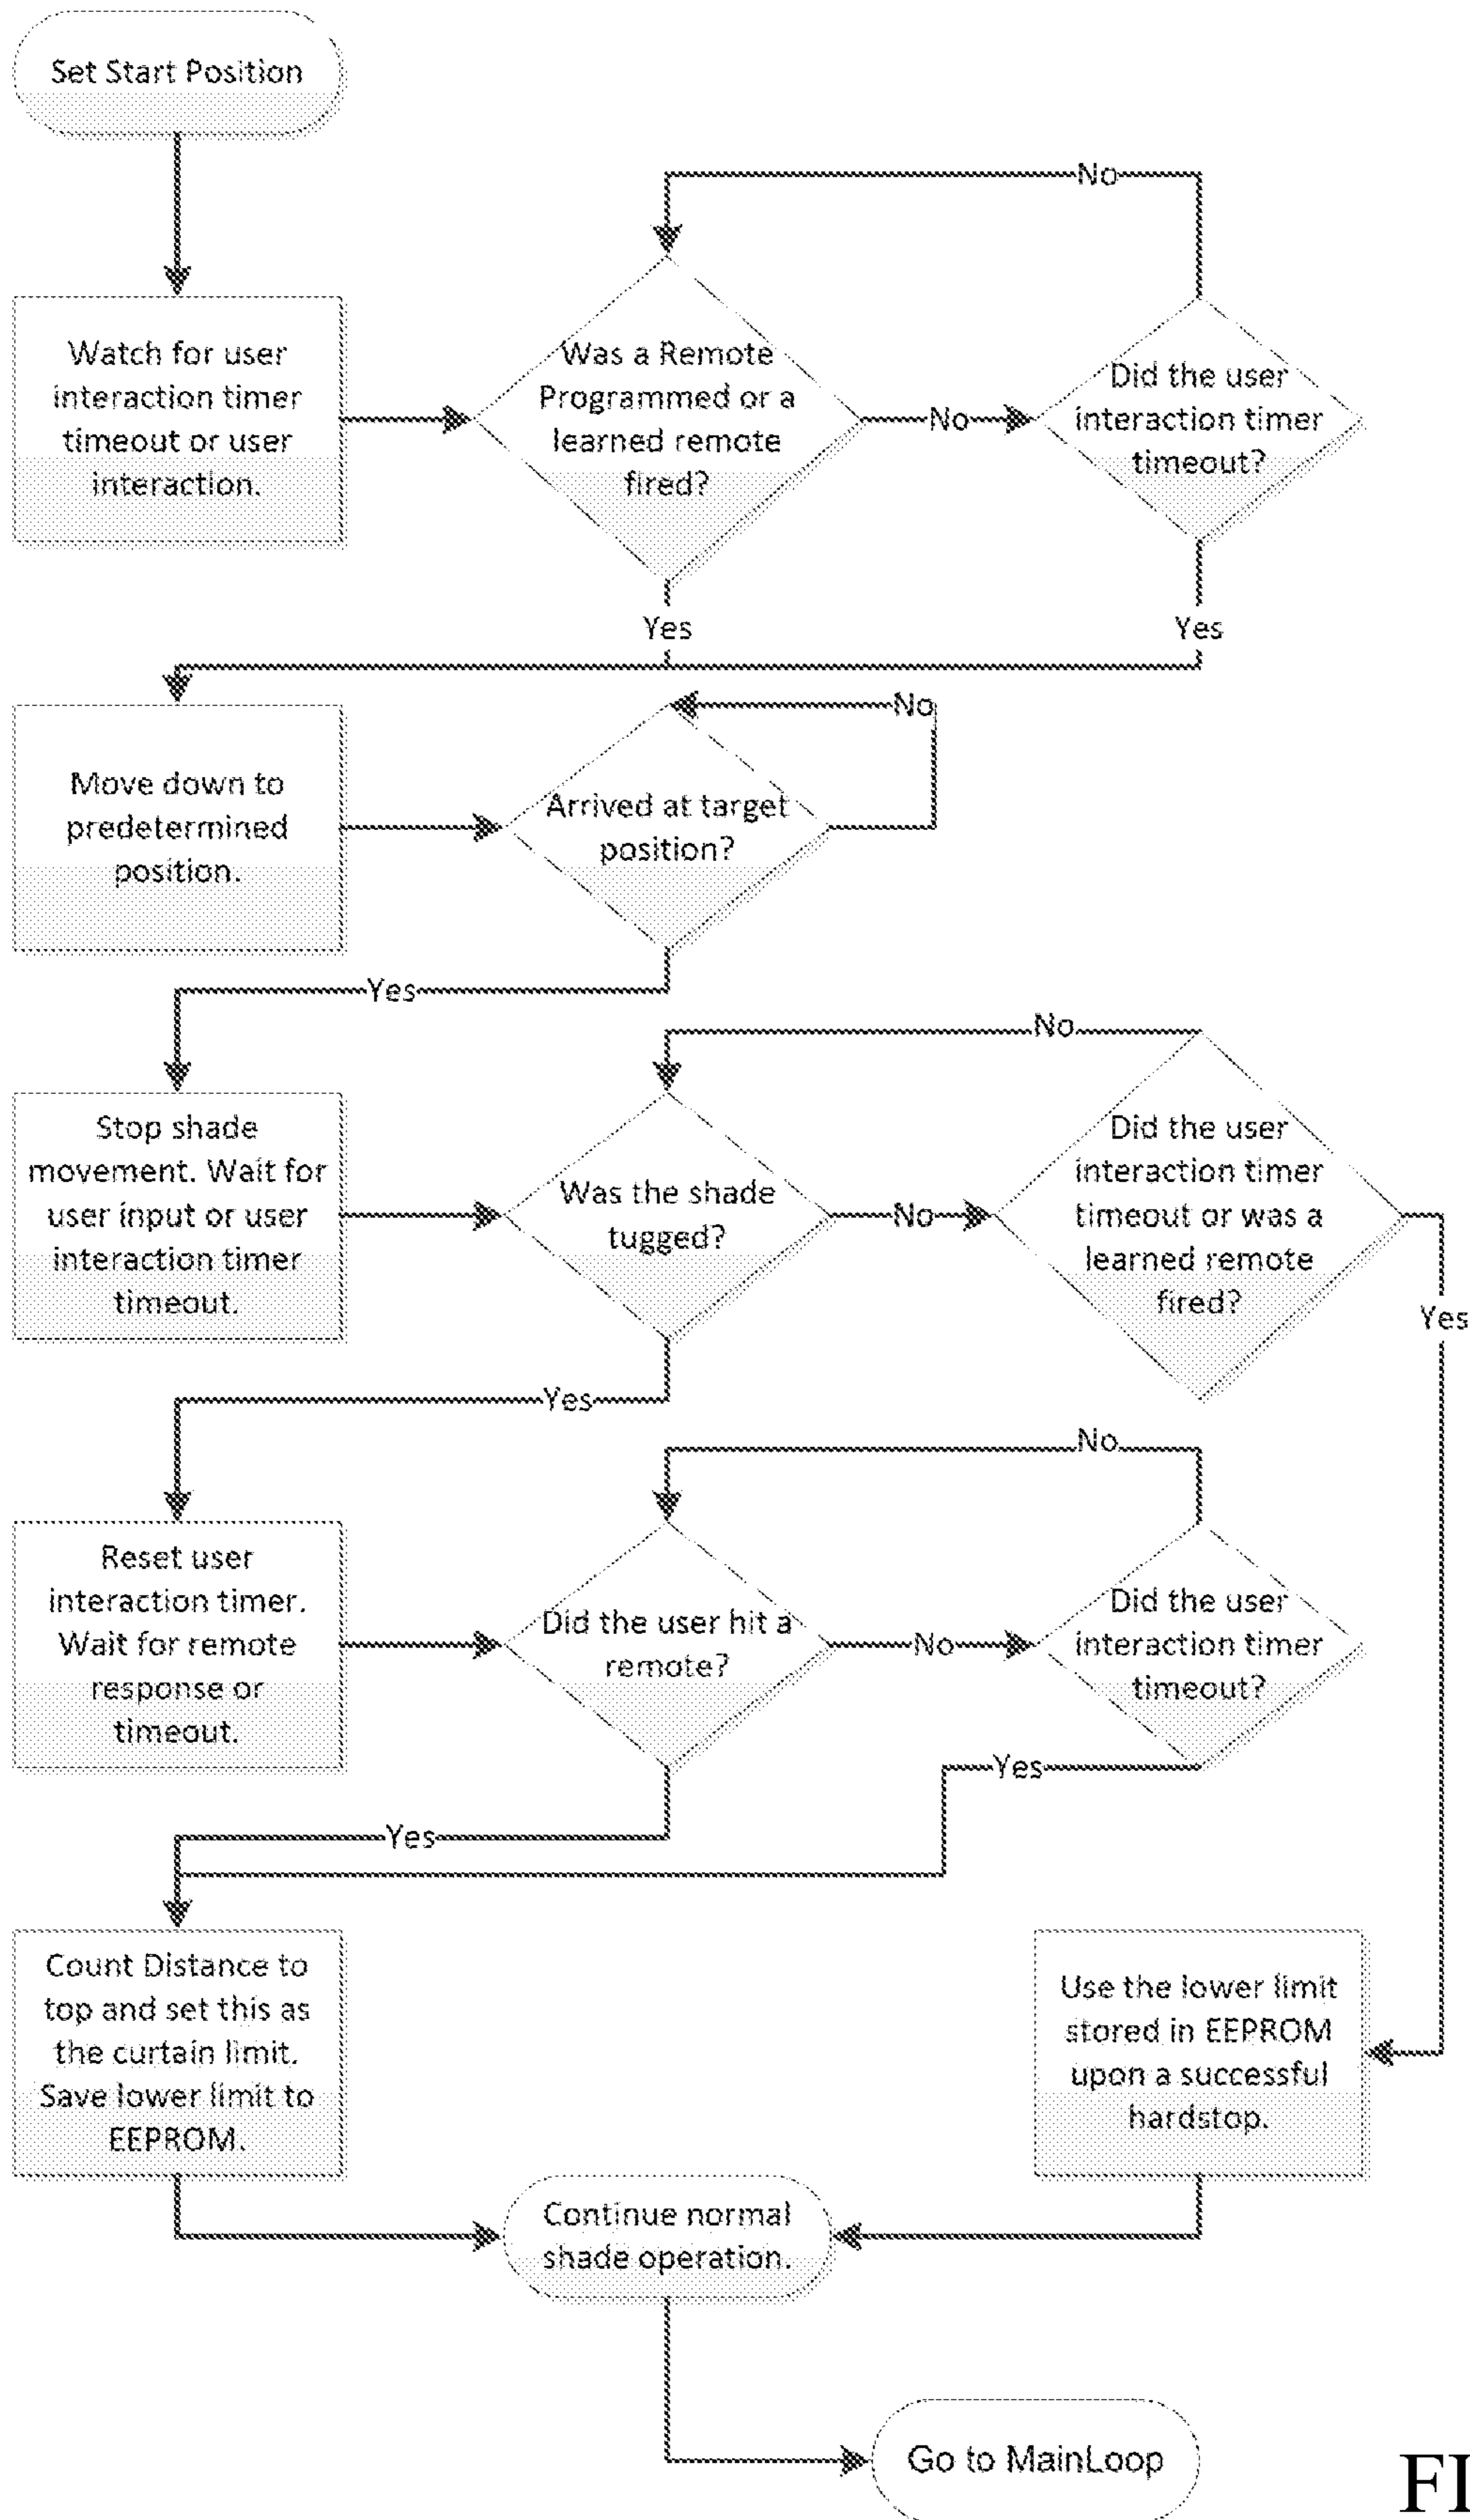 Set Start Position
No
Watch for user
interaction timer
timeout or user
interaction.
Was a Remote
Programmed or a
learned remote
fired?
No
Did the user
interaction timer
timeout?
Yes
Yes
Move down to
predetermined
position.
Arrived at target
position?
No
Yes
Stop shade
movement. Wait for
user input or user
interaction timer
timeout.
Was the shade
tugged?
No
No
Did the user
interaction timer
timeout or was a
learned remote
fired?
Yes
Yes
Reset user
interaction timer.
Wait for remote
response or
timeout.
Did the user hit a
remote?
No
No
Did the user
interaction timer
timeout?
Yes
Yes
Count Distance to
top and set this as
the curtain limit.
Save lower limit to
EEPROM.
Use the lower limit
stored in EEPROM
upon a successful
hardstop.
Continue normal
shade operation.
Go to MainLoop
FI